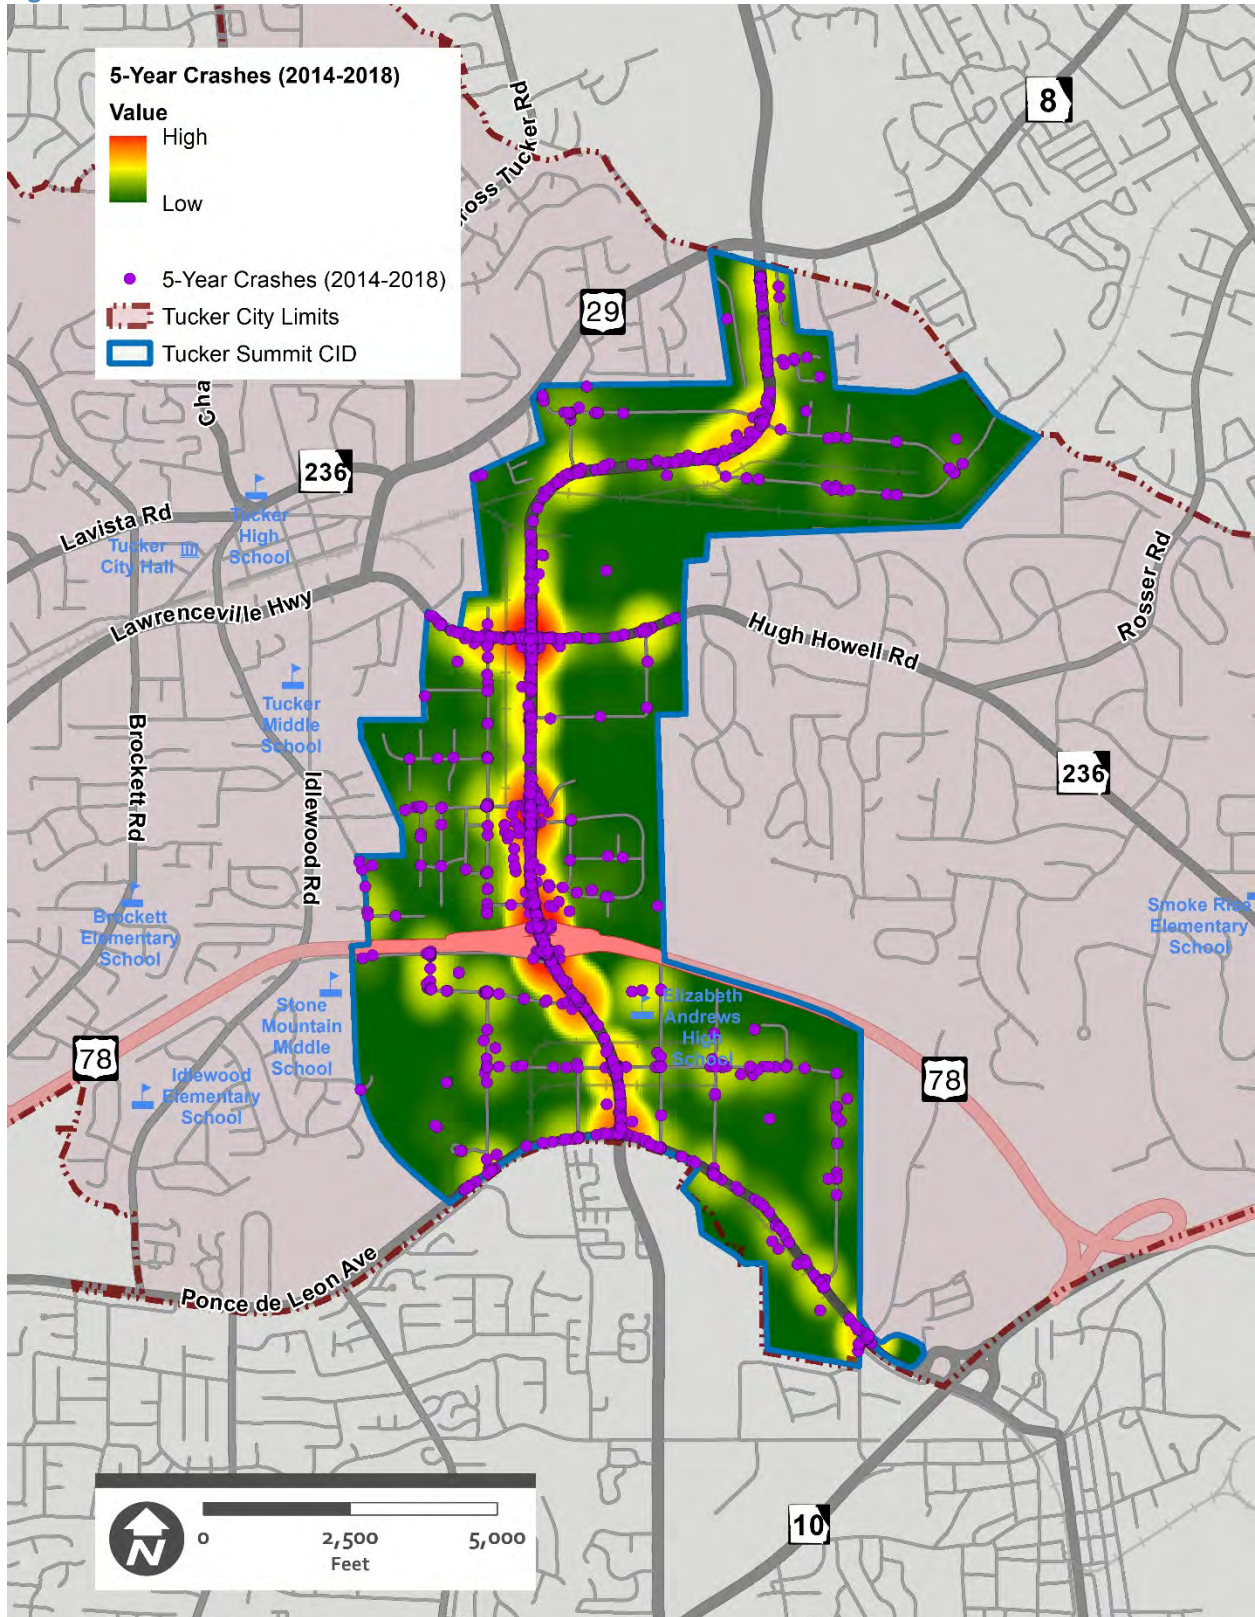 5-Year Crashes (2014-2018)
Value
High
Low
5-Year Crashes (2014-2018)
Tucker City Limits
Tucker Summit CID
ross Tucker Rd
8
29
Cha
236
Lavista Rd
Tucker
High
School
Tucker
City Hall
Lawrenceville Hwy
Hugh Howell Rd
Rosser Rd
Tucker
Middle
School
Brockett Rd
Idlewood Rd
236
Brockett
Elementary
School
Smoke Rise
Elementary
School
Stone
Mountain
Middle
School
Elizabeth
Andrews
High
School
78
78
Idlewood
Elementary
School
Ponce de Leon Ave
N
0
2,500
5,000
Feet
10